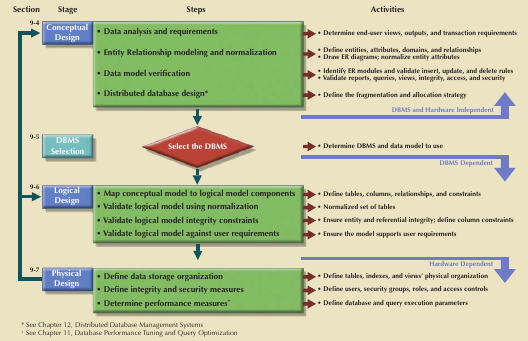 Section Stage Steps Activities
9-4
Conceptual
Design
• Data analysis and requirements
• Determine end-user views, outputs, and transaction requirements
• Entity Relationship modeling and normalization
• Define entities, attributes, domains, and relationships
• Draw ER diagrams; normalize entity attributes
• Data model verification
• Identify ER modules and validate insert, update, and delete rules
• Validate reports, queries, views, integrity, access, and security
• Distributed database design*
• Define the fragmentation and allocation strategy
DBMS and Hardware Independent
9-5
DBMS
Selection
Select the DBMS
• Determine DBMS and data model to use
DBMS Dependent
9-6
Logical
Design
• Map conceptual model to logical model components
• Define tables, columns, relationships, and constraints
• Validate logical model using normalization
• Normalized set of tables
• Validate logical model integrity constraints
• Ensure entity and referential integrity; define column constraints
• Validate logical model against user requirements
• Ensure the model supports user requirements
Hardware Dependent
9-7
Physical
Design
• Define data storage organization
• Define tables, indexes, and views' physical organization
• Define integrity and security measures
• Define users, security groups, roles, and access controls
• Determine performance measures+
• Define database and query execution parameters
* See Chapter 12, Distributed Database Management Systems
+ See Chapter 11, Database Performance Tuning and Query Optimization